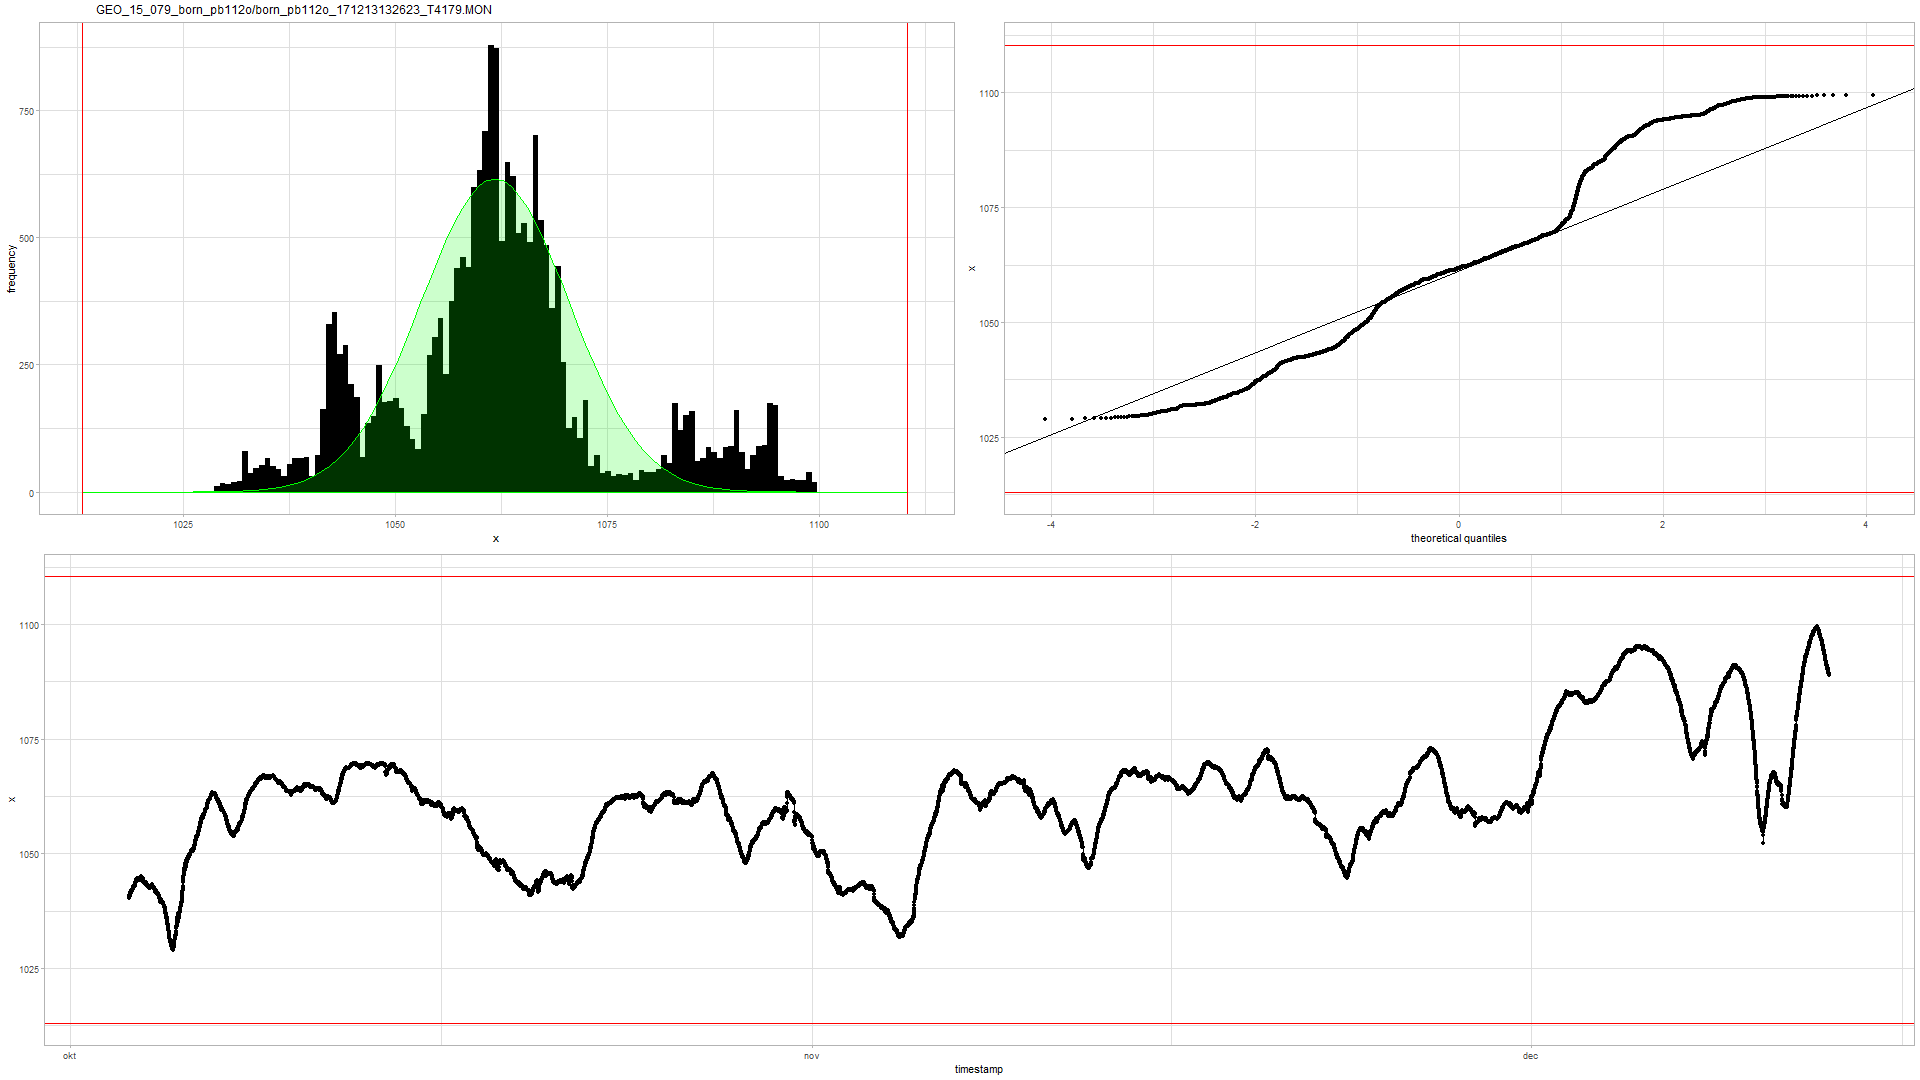 GEO_15_079_born_pb112o/born_pb112o_171213132623_T4179.MON
frequency
750
500
250
0
1025
1050
1075
1100
x
x
1100
1075
1050
1025
-4
-2
0
2
4
theoretical quantiles
x
1100
1075
1050
1025
okt
nov
dec
timestamp